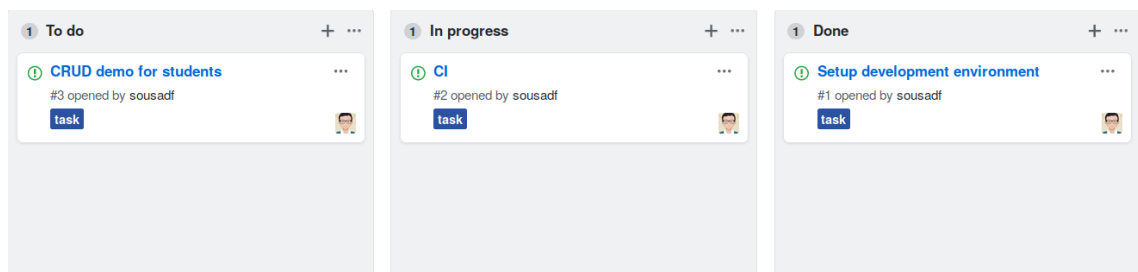 1 To do
CRUD demo for students
#3 opened by sousadf
task
1 In progress
CI
#2 opened by sousadf
task
1 Done
Setup development environment
#1 opened by sousadf
task